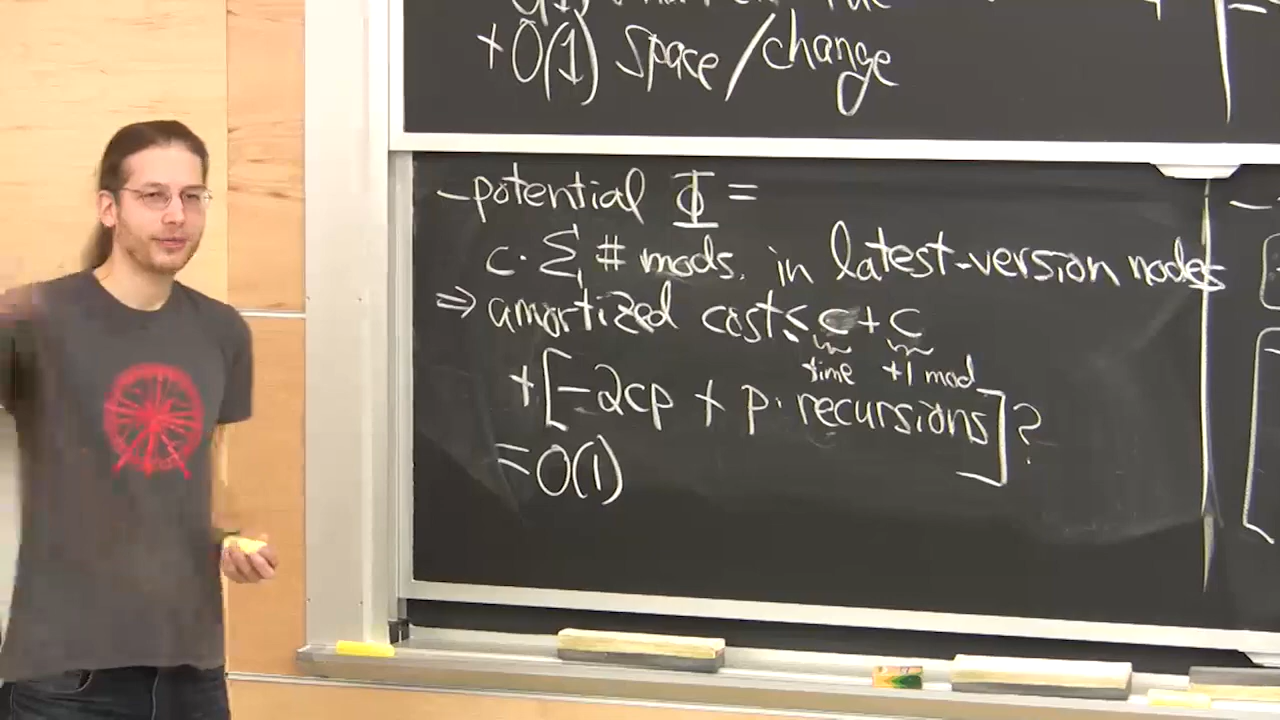 + O(1) space/change
- potential Φ =
c · Σ # mods. in latest-version nodes
⇒ amortized cost ≤ c + c
time +1 mod
+ [-2cp + p · recursions] ?
= O(1)